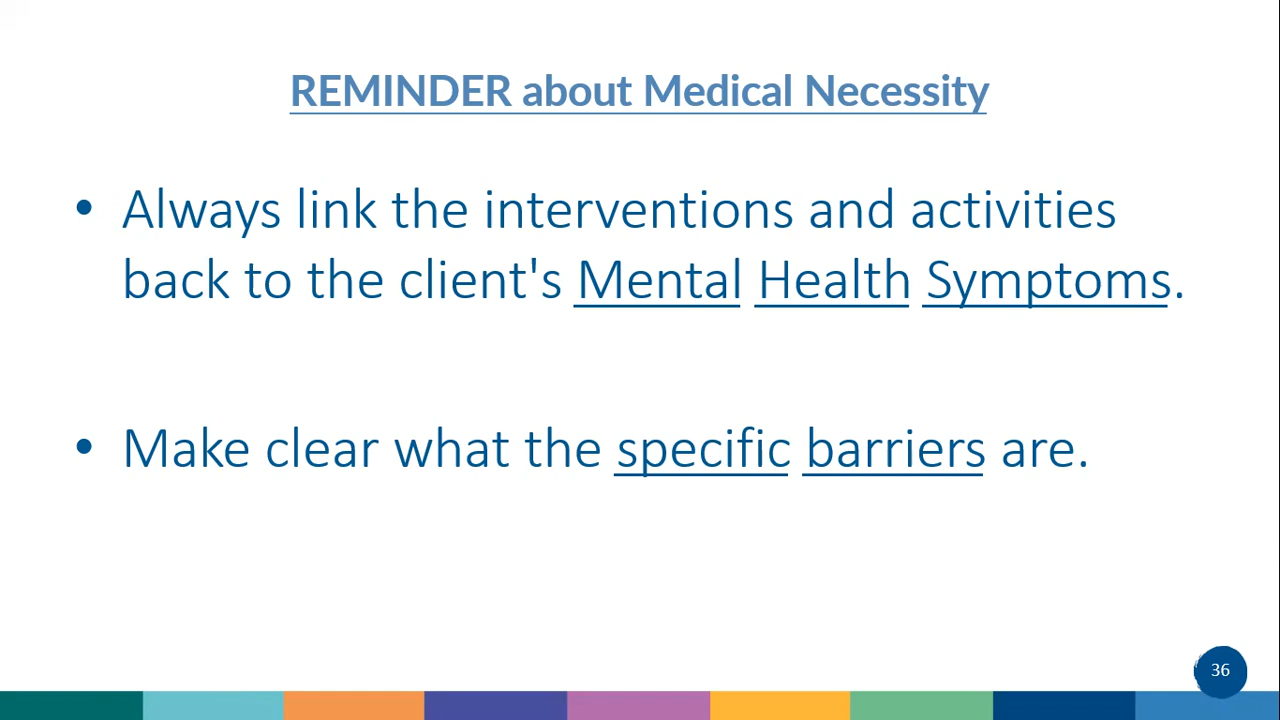 REMINDER about Medical Necessity
• Always link the interventions and activities
back to the client's Mental Health Symptoms.
• Make clear what the specific barriers are.
36